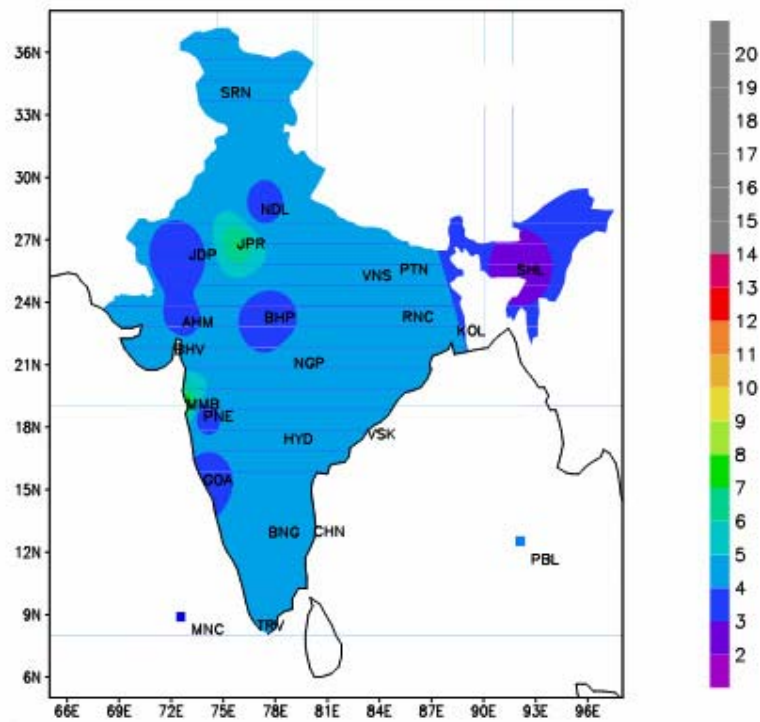 36N
33N
30N
27N
24N
21N
18N
15N
12N
9N
6N
SRN
NDL
JPR
JDP
VNS
PTN
SHL
AHM
BHP
RNC
KOL
BHV
NGP
MMB
PNE
HYD
VSK
GOA
BNG
CHN
PBL
MNC
TRV
66E 69E 72E 75E 78E 81E 84E 87E 90E 93E 96E
20
19
18
17
16
15
14
13
12
11
10
9
8
7
6
5
4
3
2